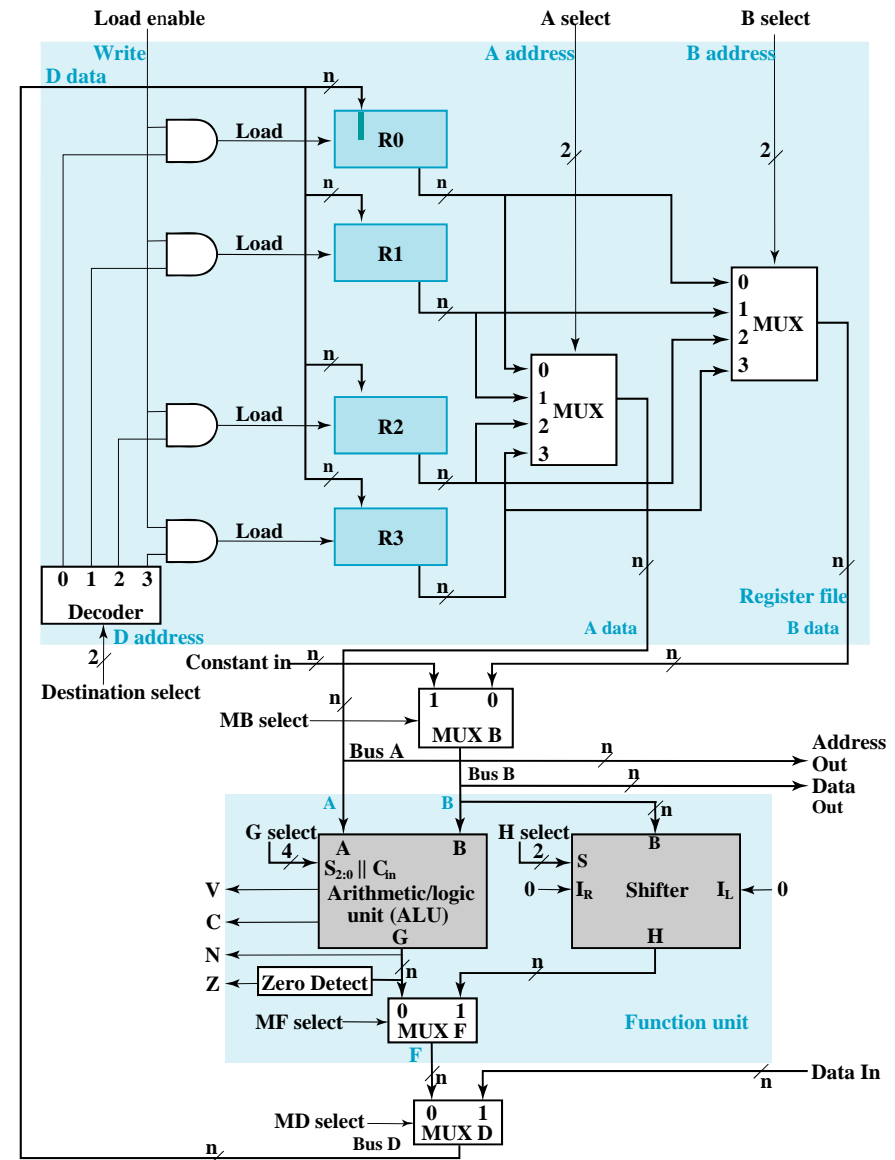 Load enable
A select
B select
Write
A address
B address
D data
n
2
2
Load
R0
n
n
Load
R1
n
0
1
2
3
MUX
n
Load
R2
n
0
1
2
3
MUX
n
Load
R3
n
n
n
0 1 2 3
Decoder
Register file
D address
A data
B data
2
Constant in
n
n
Destination select
n
1 0
MB select
MUX B
Bus A
n
Address
Out
Bus B
n
Data
Out
A
B
n
G select
4
A
B
S2:0 || Cin
Arithmetic/logic
unit (ALU)
G
H select
2
B
S
0
IR
Shifter
IL
0
H
V
C
N
Z
Zero Detect
n
n
0 1
MF select
MUX F
F
Function unit
n
n
Data In
0 1
MD select
MUX D
Bus D
n